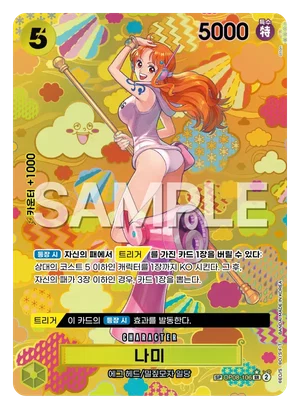 5
5000
특수
特
카운터 +1000
SAMPLE
등장 시 자신의 패에서 트리거 를 가진 카드 1장을 버릴 수 있다:
상대의 코스트 5 이하인 캐릭터를 1장까지 KO 시킨다. 그 후,
자신의 패가 3장 이하인 경우, 카드 1장을 뽑는다.
트리거 이 카드의 등장 시 효과를 발동한다.
CHARACTER
나미
에그 헤드/밀짚모자 일당